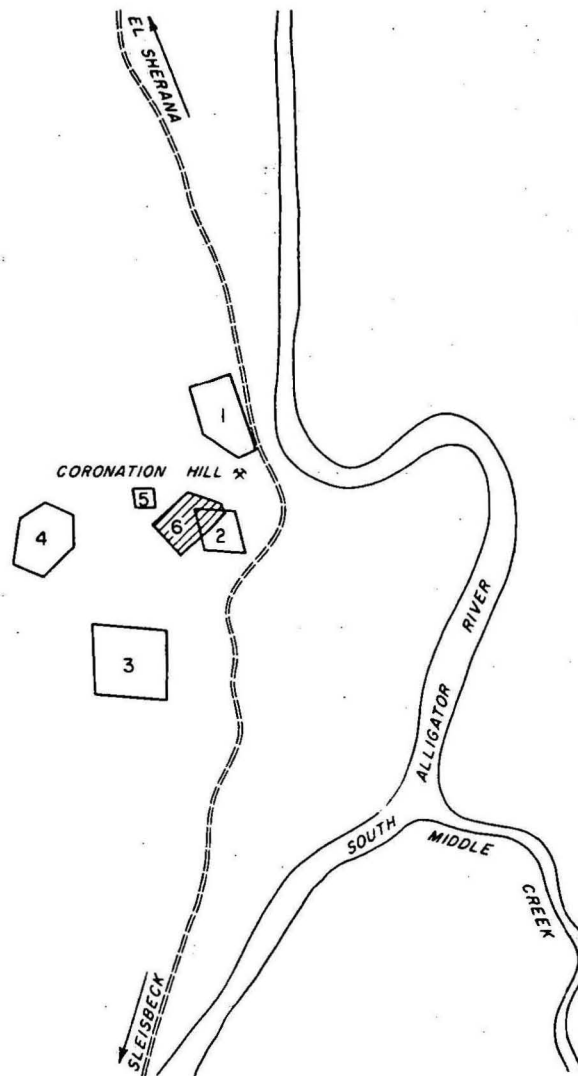 EL SHERANA
1
CORONATION HILL
5
6
2
4
3
SOUTH ALLIGATOR RIVER
MIDDLE CREEK
SLEISBECK